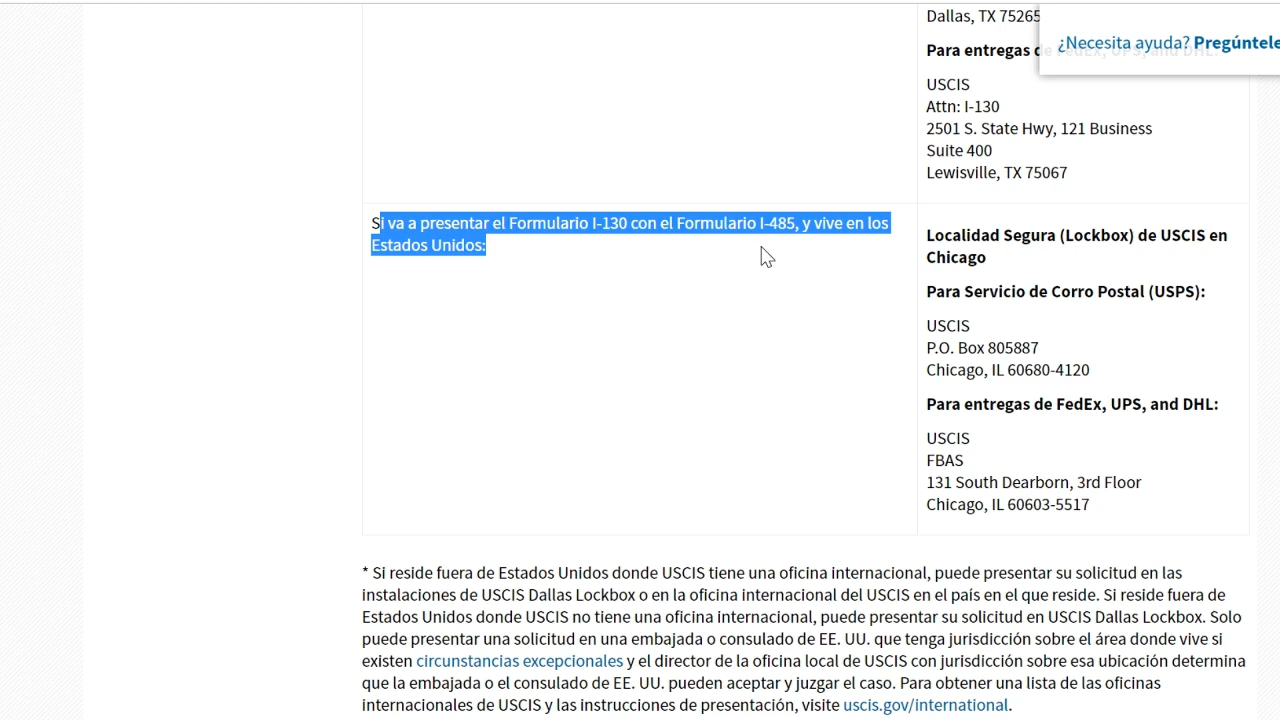 Dallas, TX 75265
¿Necesita ayuda? Pregúntele
Para entregas de FedEx, UPS, and DHL:
USCIS
Attn: I-130
2501 S. State Hwy, 121 Business
Suite 400
Lewisville, TX 75067
Si va a presentar el Formulario I-130 con el Formulario I-485, y vive en los
Estados Unidos:
Localidad Segura (Lockbox) de USCIS en
Chicago
Para Servicio de Corro Postal (USPS):
USCIS
P.O. Box 805887
Chicago, IL 60680-4120
Para entregas de FedEx, UPS, and DHL:
USCIS
FBAS
131 South Dearborn, 3rd Floor
Chicago, IL 60603-5517
* Si reside fuera de Estados Unidos donde USCIS tiene una oficina internacional, puede presentar su solicitud en las
instalaciones de USCIS Dallas Lockbox o en la oficina internacional del USCIS en el país en el que reside. Si reside fuera de
Estados Unidos donde USCIS no tiene una oficina internacional, puede presentar su solicitud en USCIS Dallas Lockbox. Solo
puede presentar una solicitud en una embajada o consulado de EE. UU. que tenga jurisdicción sobre el área donde vive si
existen circunstancias excepcionales y el director de la oficina local de USCIS con jurisdicción sobre esa ubicación determina
que la embajada o el consulado de EE. UU. pueden aceptar y juzgar el caso. Para obtener una lista de las oficinas
internacionales de USCIS y las instrucciones de presentación, visite uscis.gov/international.